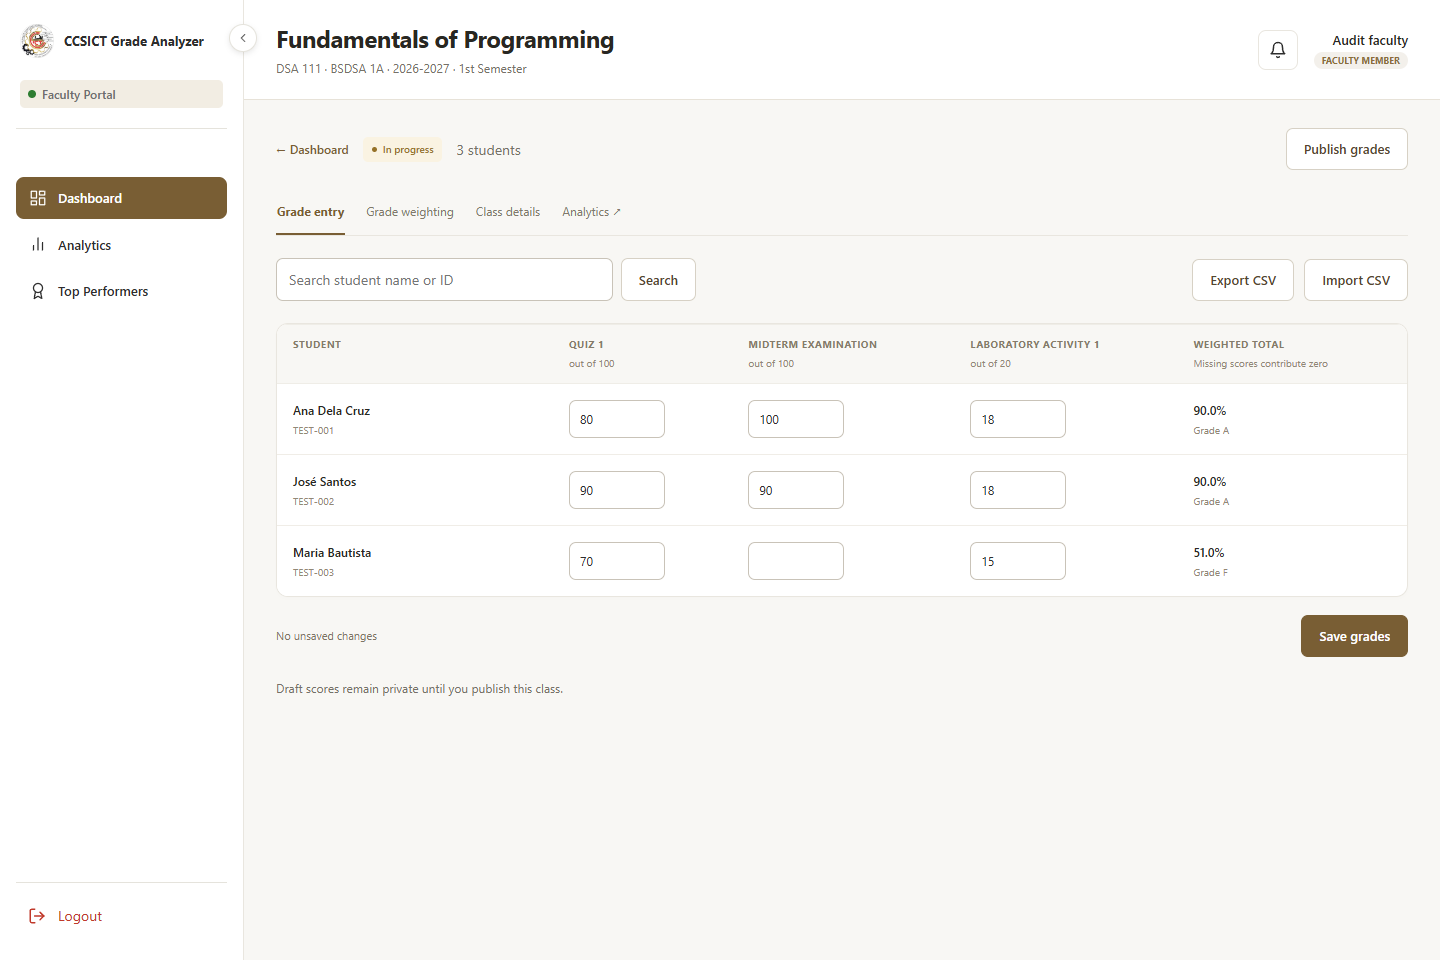 CCSICT Grade Analyzer
Faculty Portal
Dashboard
Analytics
Top Performers
Logout
Fundamentals of Programming
DSA 111 · BSDSA 1A · 2026-2027 · 1st Semester
Audit faculty
FACULTY MEMBER
← Dashboard
In progress
3 students
Publish grades
Grade entry
Grade weighting
Class details
Analytics ↗
Search student name or ID
Search
Export CSV
Import CSV
STUDENT
QUIZ 1
out of 100
MIDTERM EXAMINATION
out of 100
LABORATORY ACTIVITY 1
out of 20
WEIGHTED TOTAL
Missing scores contribute zero
Ana Dela Cruz
TEST-001
80
100
18
90.0%
Grade A
José Santos
TEST-002
90
90
18
90.0%
Grade A
Maria Bautista
TEST-003
70
15
51.0%
Grade F
No unsaved changes
Save grades
Draft scores remain private until you publish this class.